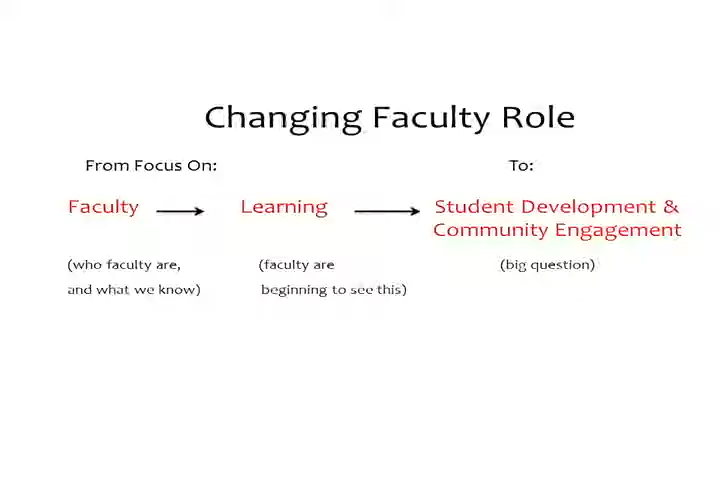 Changing Faculty Role
From Focus On: To:
Faculty Learning Student Development &
Community Engagement
(who faculty are, (faculty are (big question)
and what we know) beginning to see this)